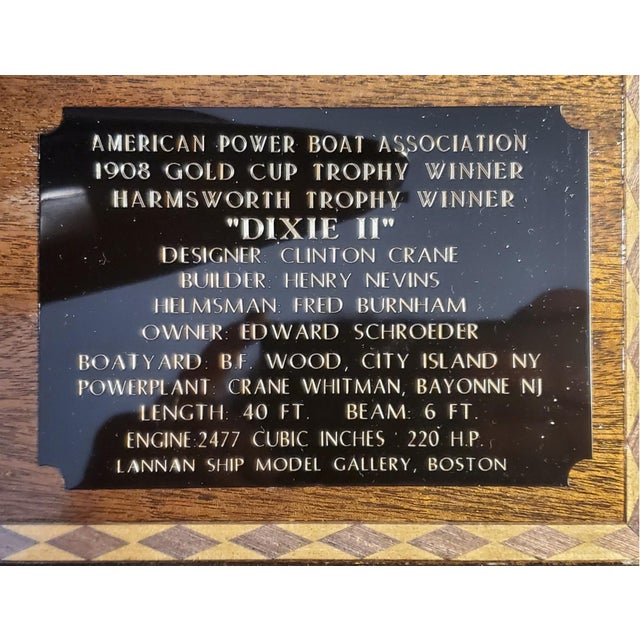 AMERICAN POWER BOAT ASSOCIATION
1908 GOLD CUP TROPHY WINNER
HARMSWORTH TROPHY WINNER
"DIXIE II"
DESIGNER: CLINTON CRANE
BUILDER: HENRY NEVINS
HELMSMAN: FRED BURNHAM
OWNER: EDWARD SCHROEDER
BOATYARD: B.F. WOOD, CITY ISLAND NY
POWERPLANT: CRANE WHITMAN, BAYONNE NJ
LENGTH: 40 FT. BEAM: 6 FT.
ENGINE:2477 CUBIC INCHES 220 H.P.
LANNAN SHIP MODEL GALLERY, BOSTON